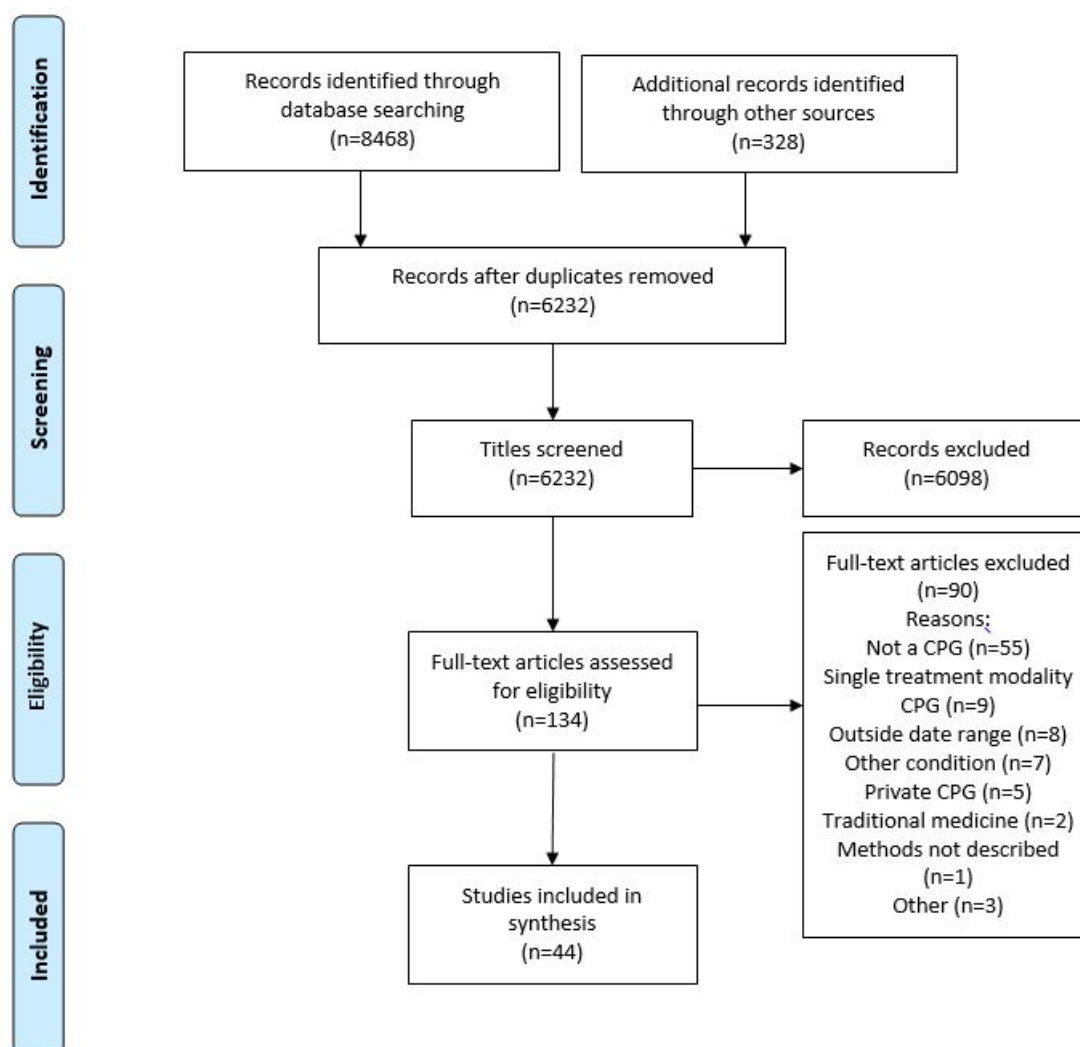 Identification
Records identified through
database searching
(n=8468)
Additional records identified
through other sources
(n=328)
Records after duplicates removed
(n=6232)
Screening
Titles screened
(n=6232)
Records excluded
(n=6098)
Eligibility
Full-text articles assessed
for eligibility
(n=134)
Full-text articles excluded
(n=90)
Reasons:
Not a CPG (n=55)
Single treatment modality
CPG (n=9)
Outside date range (n=8)
Other condition (n=7)
Private CPG (n=5)
Traditional medicine (n=2)
Methods not described
(n=1)
Other (n=3)
Included
Studies included in
synthesis
(n=44)